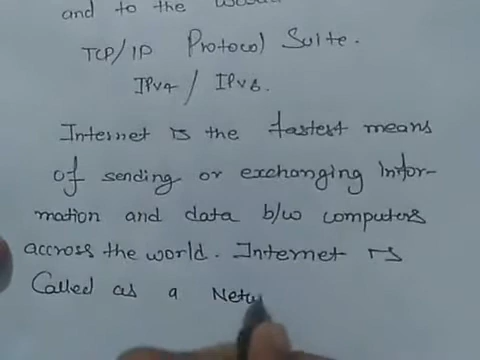 and to the
TCP/IP Protocol Suite.
IPv4 / IPv6.
Internet is the fastest means
of sending or exchanging Infor-
mation and data b/w computers
accross the world. Internet is
Called as a Netw